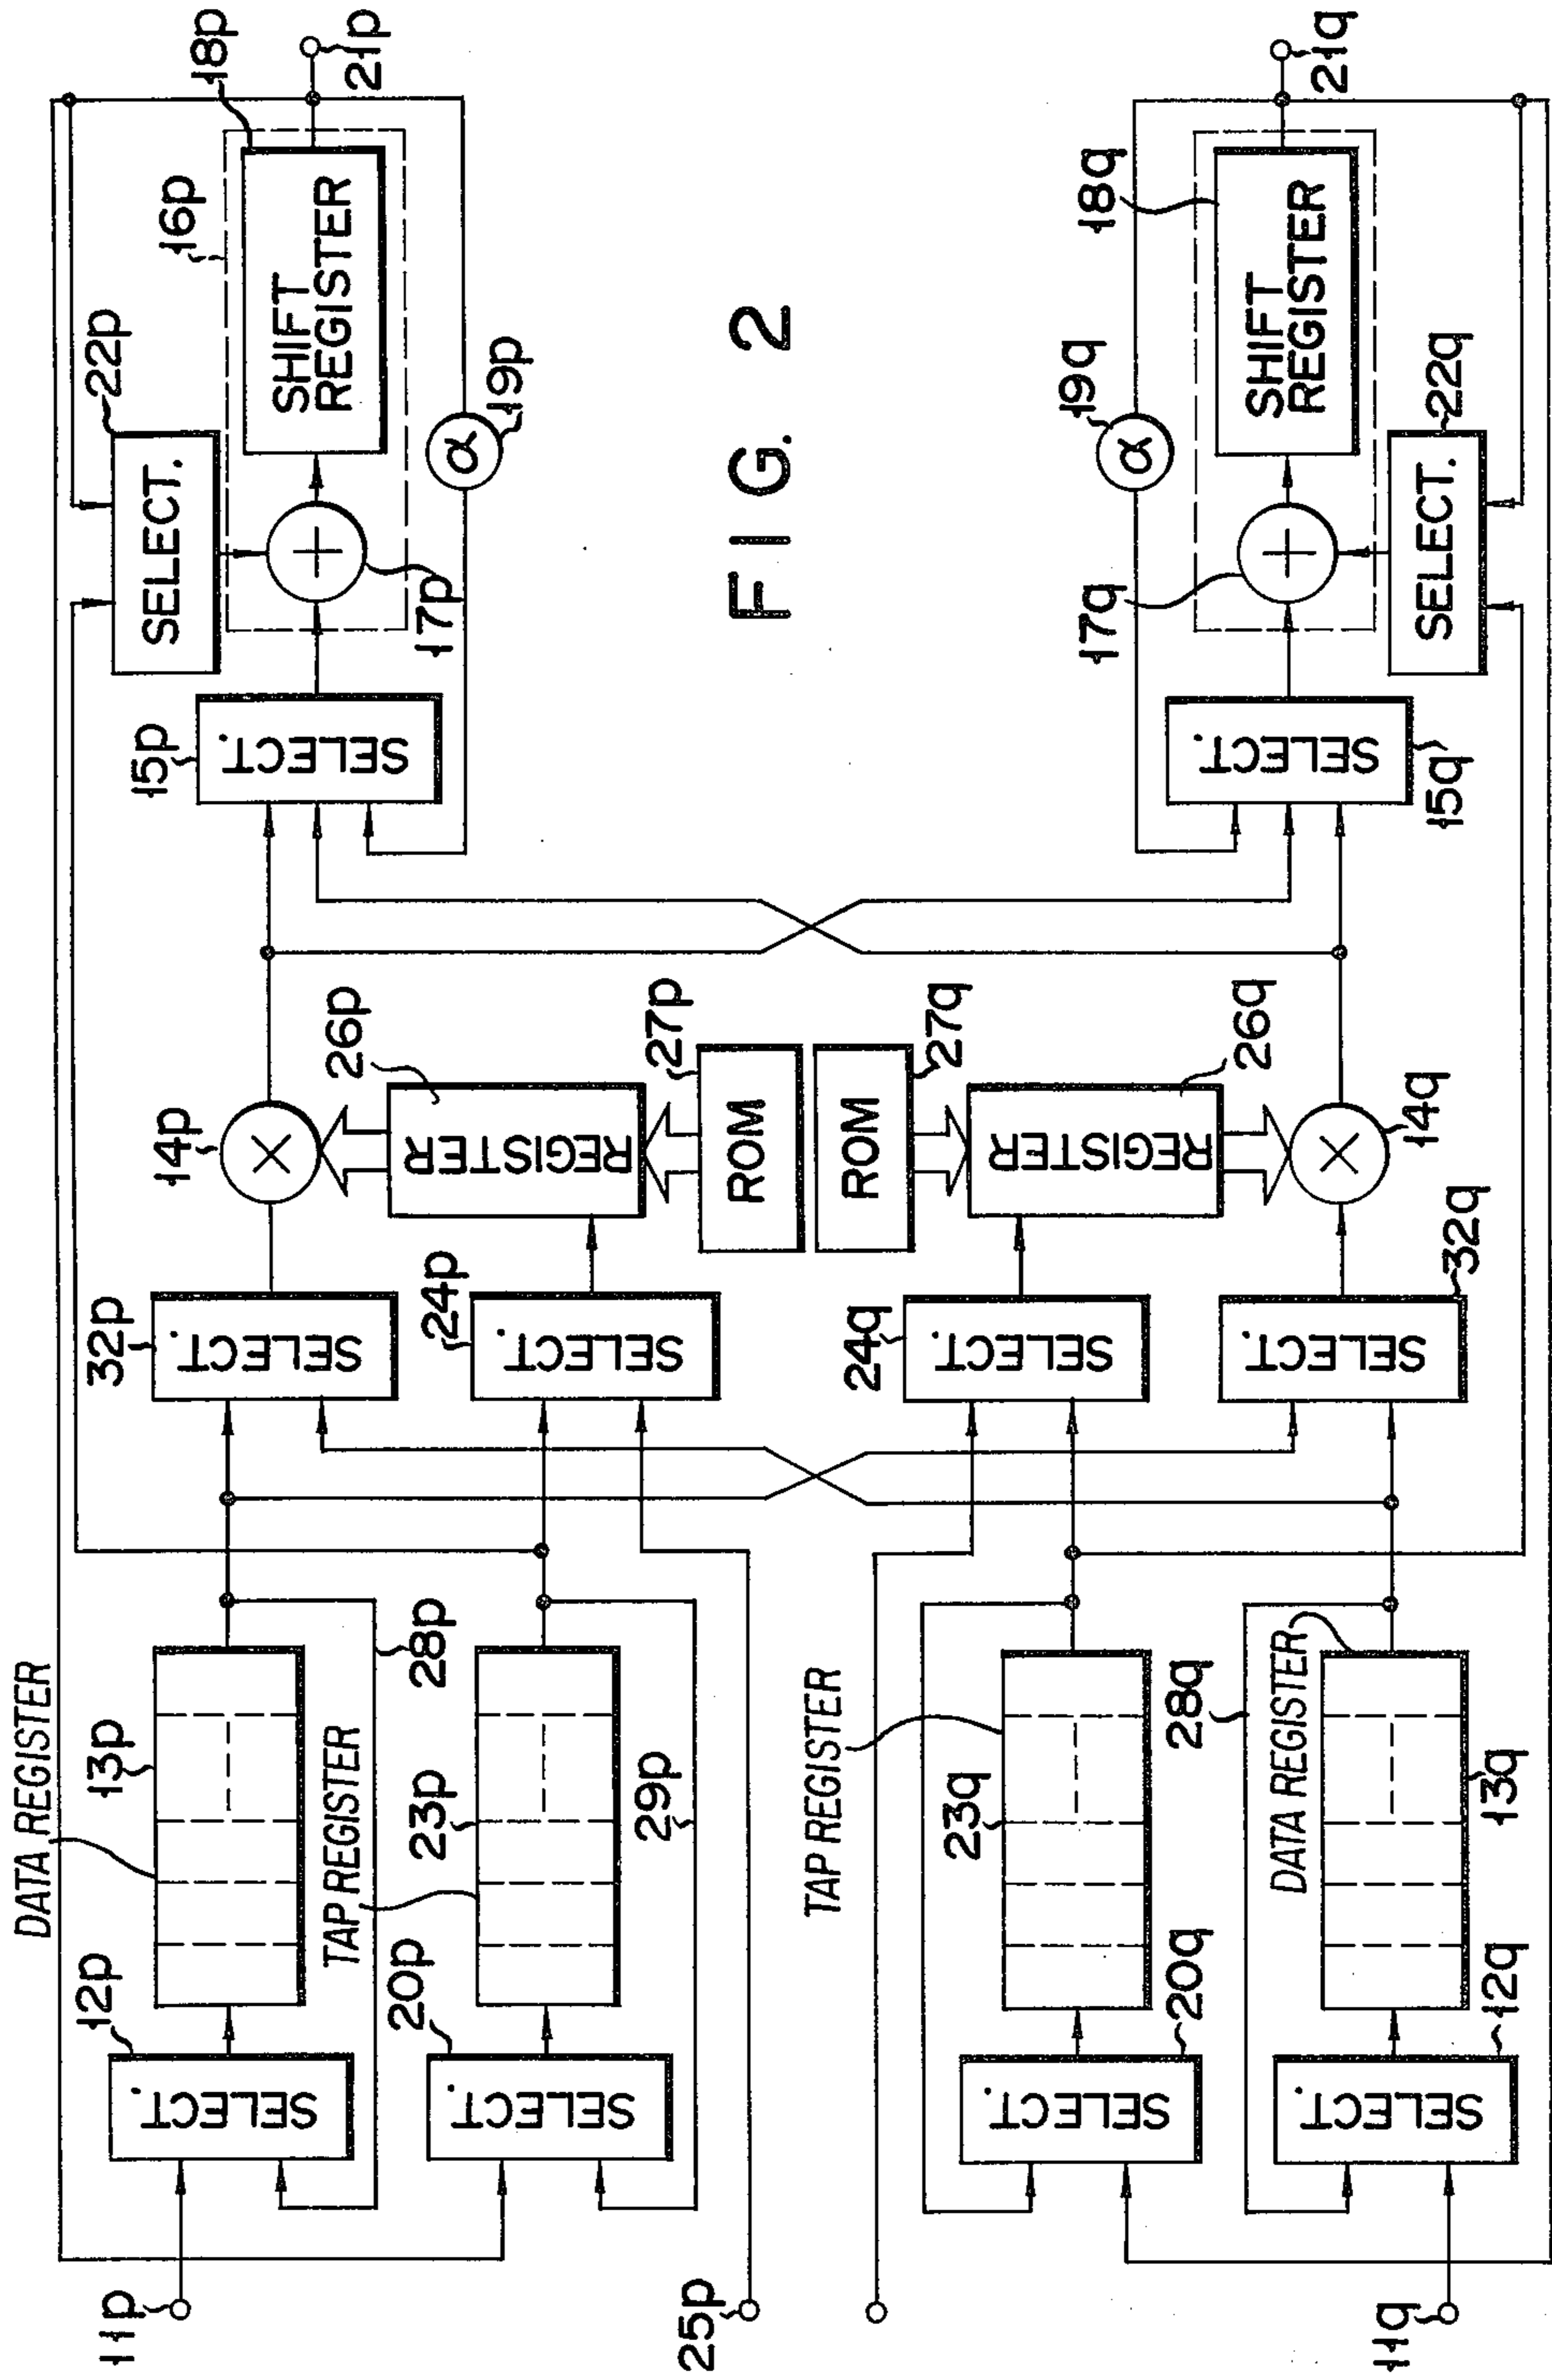 DATA REGISTER
11p
12p
SELECT.
13p
28p
32p
SELECT.
14p
15p
SELECT.
22p
SELECT.
16p
18p
SHIFT
REGISTER
17p
21p
19p
α
TAP REGISTER
20p
SELECT.
23p
29p
24p
SELECT.
25p
26p
REGISTER
27p
ROM
FIG. 2
ROM
27q
REGISTER
26q
TAP REGISTER
20q
SELECT.
23q
24q
SELECT.
28q
DATA REGISTER
11q
12q
SELECT.
13q
32q
SELECT.
14q
15q
SELECT.
17q
19q
α
18q
SHIFT
REGISTER
22q
SELECT.
21q